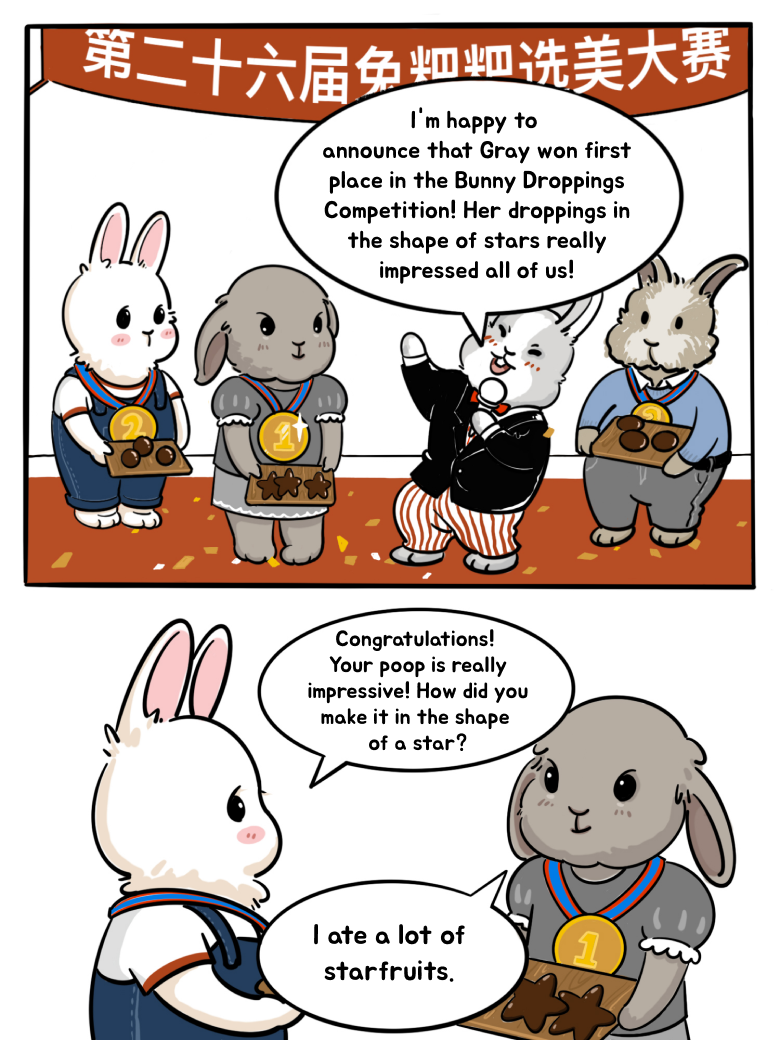 第二十六届兔粑粑选美大赛
I'm happy to
announce that Gray won first
place in the Bunny Droppings
Competition! Her droppings in
the shape of stars really
impressed all of us!
2
1
3
Congratulations!
Your poop is really
impressive! How did you
make it in the shape
of a star?
I ate a lot of
starfruits.
1